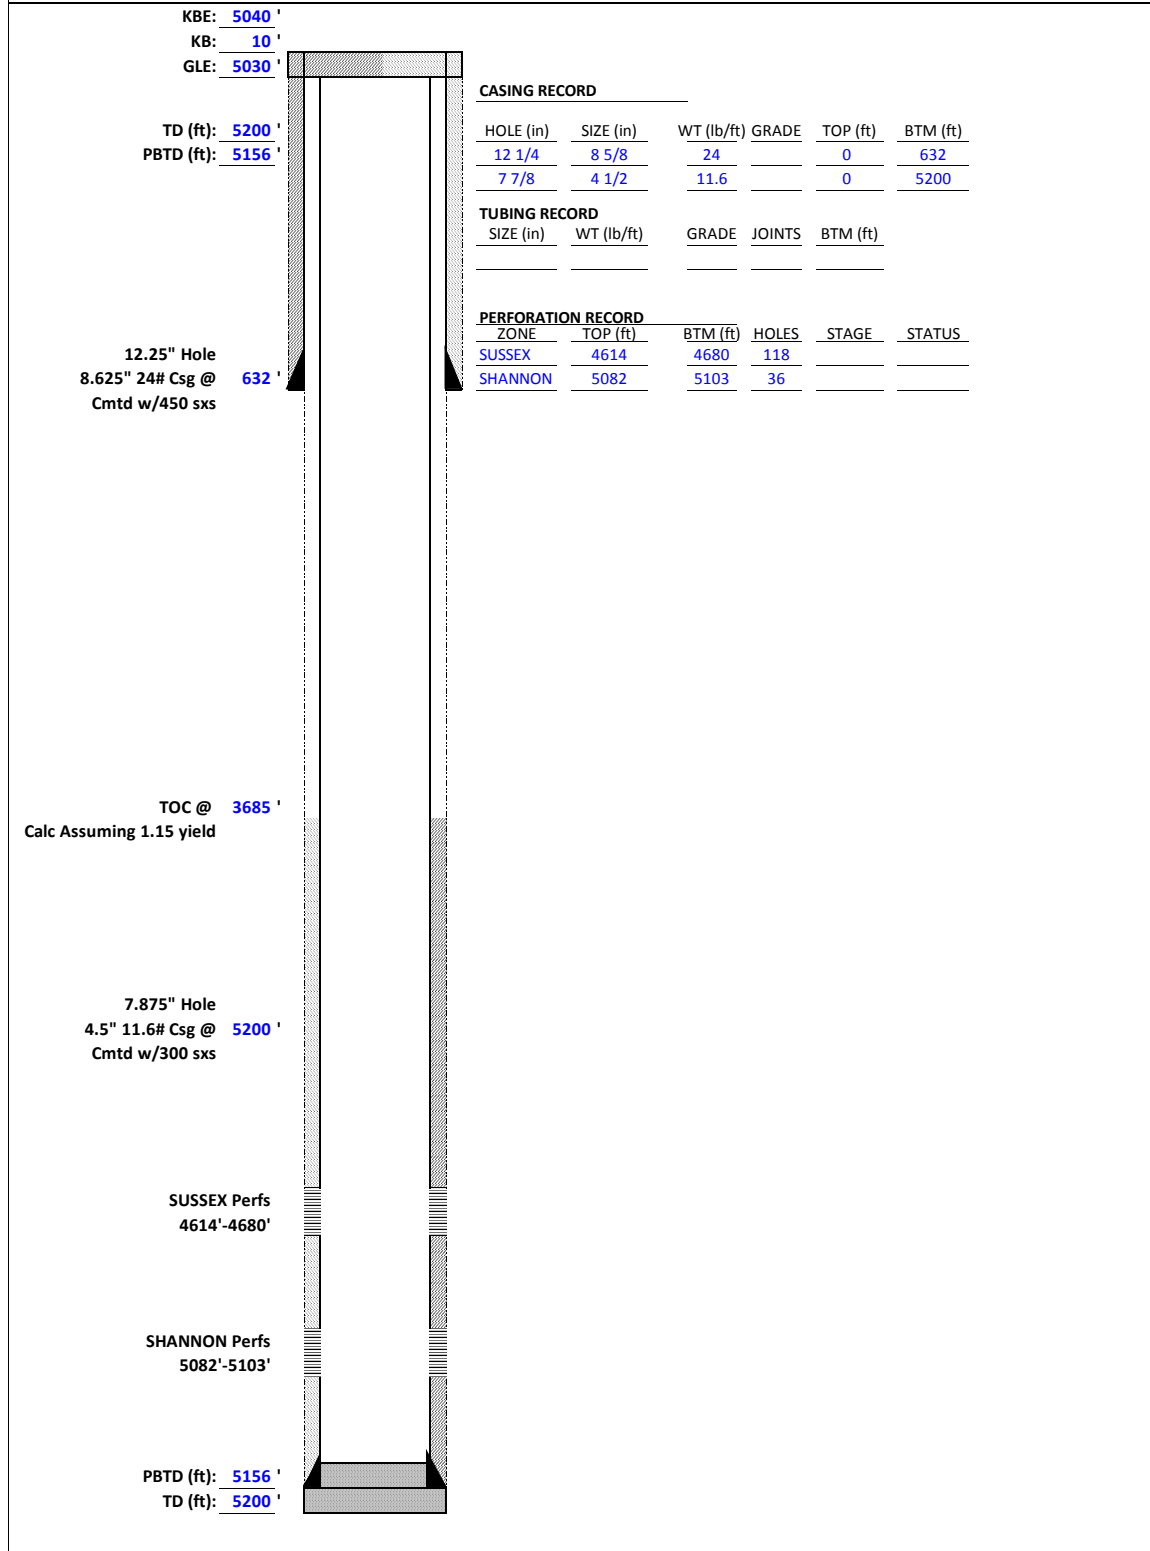 KBE: 5040 '
KB: 10 '
GLE: 5030 '
CASING RECORD
TD (ft): 5200 '
PBTD (ft): 5156 '
HOLE (in) SIZE (in) WT (lb/ft) GRADE TOP (ft) BTM (ft)
12 1/4 8 5/8 24 0 632
7 7/8 4 1/2 11.6 0 5200
TUBING RECORD
SIZE (in) WT (lb/ft) GRADE JOINTS BTM (ft)
PERFORATION RECORD
ZONE TOP (ft) BTM (ft) HOLES STAGE STATUS
SUSSEX 4614 4680 118
SHANNON 5082 5103 36
12.25" Hole
8.625" 24# Csg @ 632 '
Cmtd w/450 sxs
TOC @ 3685 '
Calc Assuming 1.15 yield
7.875" Hole
4.5" 11.6# Csg @ 5200 '
Cmtd w/300 sxs
SUSSEX Perfs
4614'-4680'
SHANNON Perfs
5082'-5103'
PBTD (ft): 5156 '
TD (ft): 5200 '